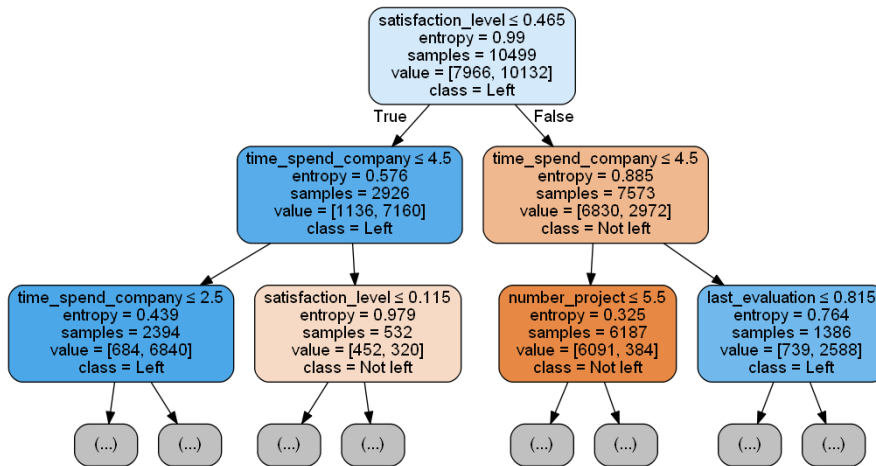 satisfaction_level ≤ 0.465
entropy = 0.99
samples = 10499
value = [7966, 10132]
class = Left
True
False
time_spend_company ≤ 4.5
entropy = 0.576
samples = 2926
value = [1136, 7160]
class = Left
time_spend_company ≤ 4.5
entropy = 0.885
samples = 7573
value = [6830, 2972]
class = Not left
time_spend_company ≤ 2.5
entropy = 0.439
samples = 2394
value = [684, 6840]
class = Left
satisfaction_level ≤ 0.115
entropy = 0.979
samples = 532
value = [452, 320]
class = Not left
number_project ≤ 5.5
entropy = 0.325
samples = 6187
value = [6091, 384]
class = Not left
last_evaluation ≤ 0.815
entropy = 0.764
samples = 1386
value = [739, 2588]
class = Left
(...)
(...)
(...)
(...)
(...)
(...)
(...)
(...)